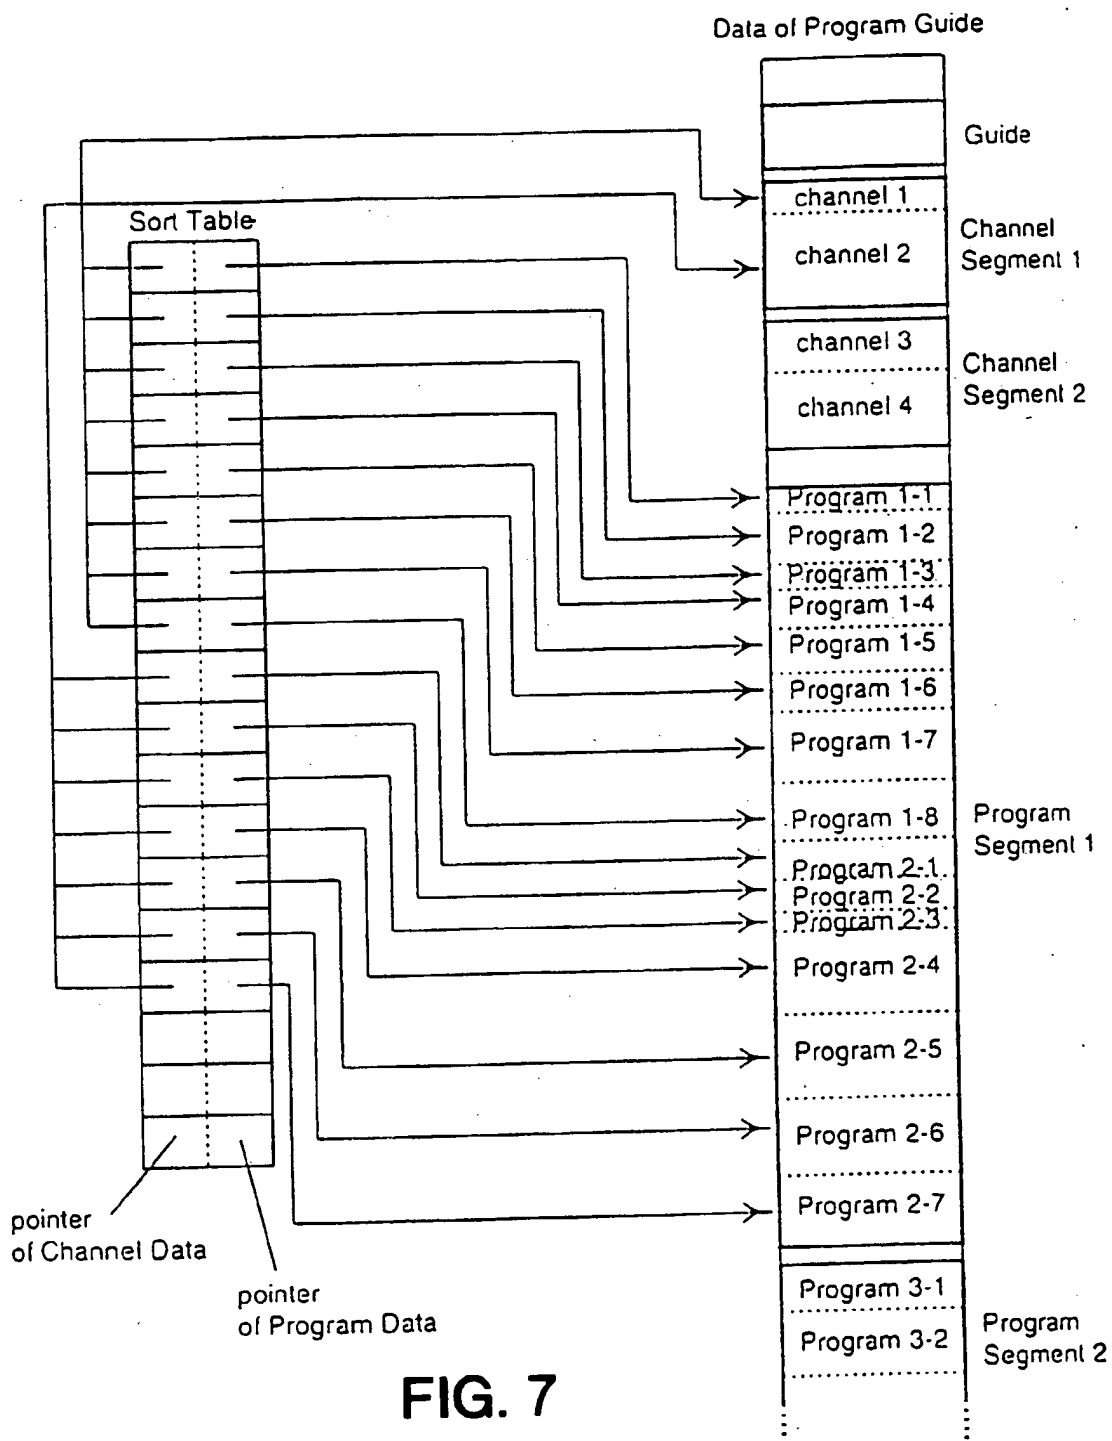 Data of Program Guide
Guide
channel 1
channel 2
Channel
Segment 1
Sort Table
channel 3
channel 4
Channel
Segment 2
Program 1-1
Program 1-2
Program 1-3
Program 1-4
Program 1-5
Program 1-6
Program 1-7
Program 1-8
Program
Segment 1
Program 2-1
Program 2-2
Program 2-3
Program 2-4
Program 2-5
Program 2-6
Program 2-7
pointer
of Channel Data
pointer
of Program Data
Program 3-1
Program 3-2
Program
Segment 2
FIG. 7